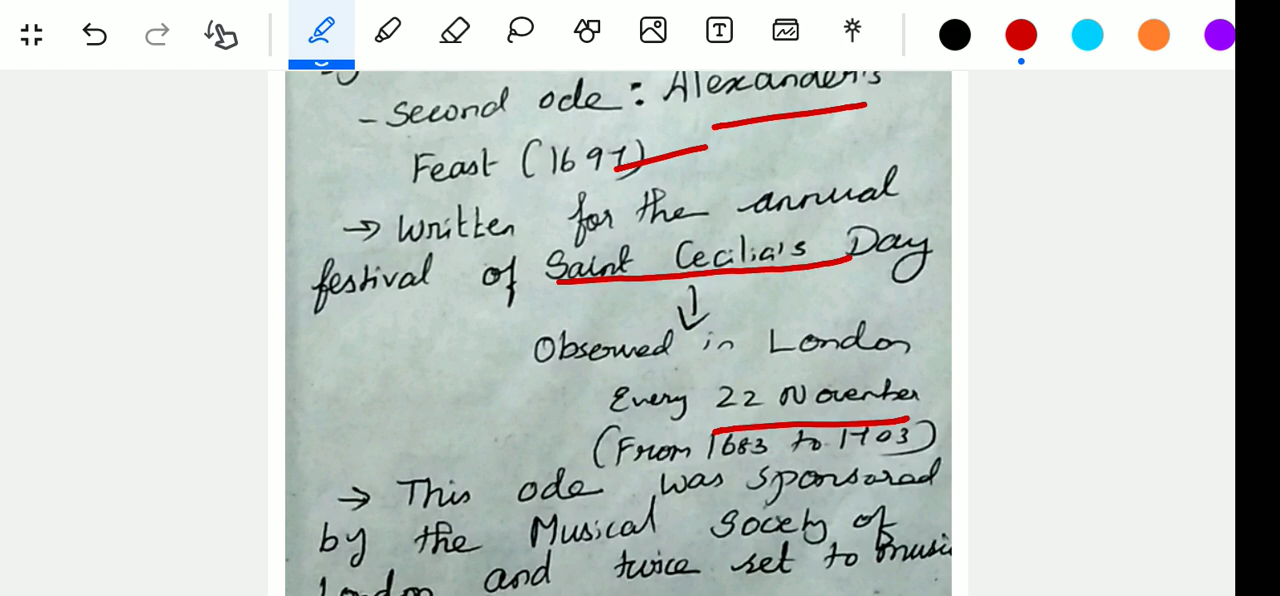 - Second ode: Alexander's
Feast (1697)
→ Written for the annual
festival of Saint Cecilia's Day
↓
Observed in London
Every 22 November
(From 1683 to 1703)
→ This ode was sponsored
by the Musical Society of
London and twice set to music
T